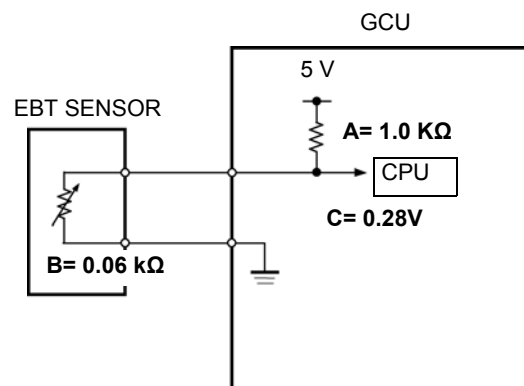 GCU
5 V
EBT SENSOR
A= 1.0 KΩ
CPU
C= 0.28V
B= 0.06 kΩ